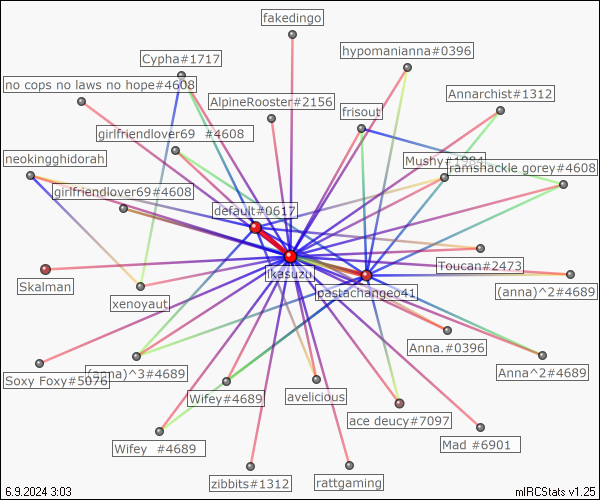 fakedingo
hypomanianna#0396
Cypha#1717
no cops no laws no hope#4608
AlpineRooster#2156
Annarchist#1312
frisout
girlfriendlover69 #4608
neokingghidorah
Mushy#1984
ramshackle gorey#4608
girlfriendlover69#4608
default#0617
Toucan#2473
ikasuzu
Skalman
pastachangeo41
(anna)^2#4689
xenoyaut
Anna.#0396
Soxy Foxy#5076
(anna)^3#4689
Anna^2#4689
Wifey#4689
avelicious
ace deucy#7097
Wifey #4689
Mad #6901
zibbits#1312
rattgaming
6.9.2024 3:03
mIRCStats v1.25